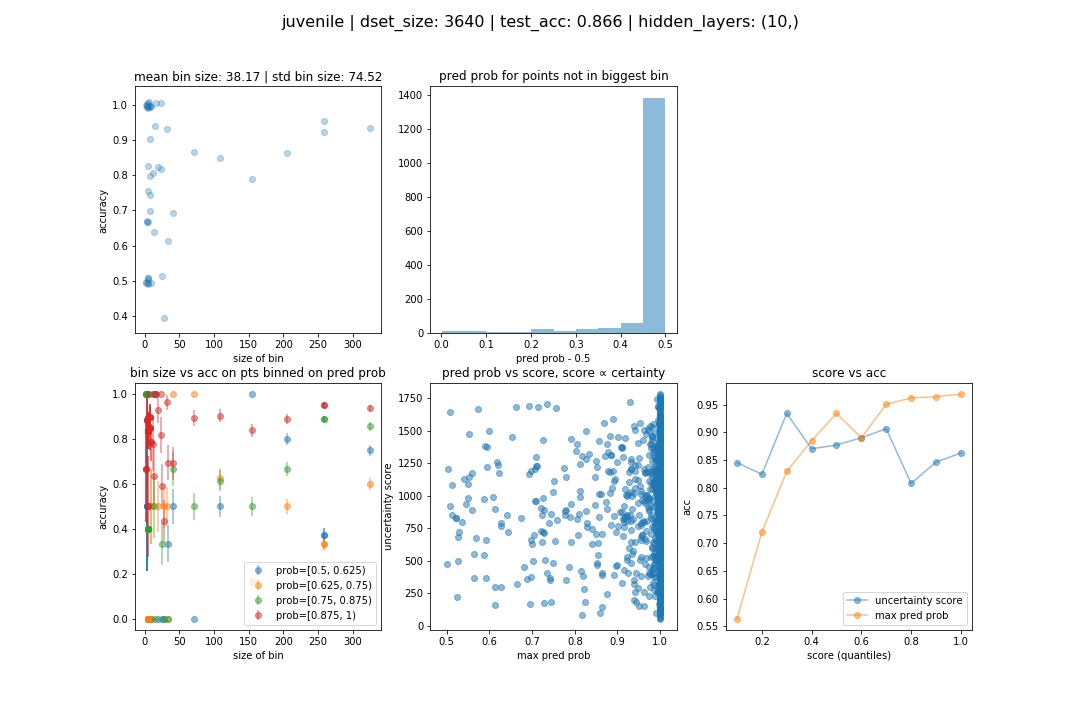 juvenile | dset_size: 3640 | test_acc: 0.866 | hidden_layers: (10,)
mean bin size: 38.17 | std bin size: 74.52
accuracy
1.0
0.9
0.8
0.7
0.6
0.5
0.4
0 50 100 150 200 250 300
size of bin
pred prob for points not in biggest bin
1400
1200
1000
800
600
400
200
0
0.0 0.1 0.2 0.3 0.4 0.5
pred prob - 0.5
bin size vs acc on pts binned on pred prob
accuracy
1.0
0.8
0.6
0.4
0.2
0.0
prob=[0.5, 0.625)
prob=[0.625, 0.75)
prob=[0.75, 0.875)
prob=[0.875, 1)
0 50 100 150 200 250 300
size of bin
pred prob vs score, score ∝ certainty
uncertainty score
1750
1500
1250
1000
750
500
250
0
0.5 0.6 0.7 0.8 0.9 1.0
max pred prob
score vs acc
acc
0.95
0.90
0.85
0.80
0.75
0.70
0.65
0.60
0.55
uncertainty score
max pred prob
0.2 0.4 0.6 0.8 1.0
score (quantiles)